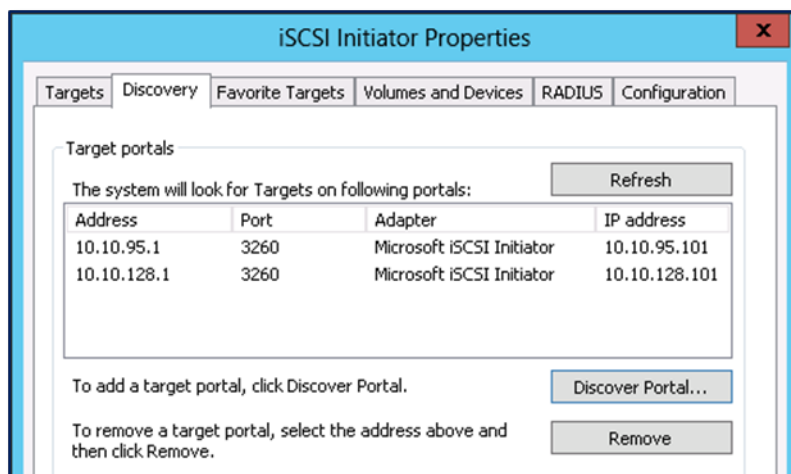 iSCSI Initiator Properties
x
Targets Discovery Favorite Targets Volumes and Devices RADIUS Configuration
Target portals
The system will look for Targets on following portals: Refresh
Address Port Adapter IP address
10.10.95.1 3260 Microsoft iSCSI Initiator 10.10.95.101
10.10.128.1 3260 Microsoft iSCSI Initiator 10.10.128.101
To add a target portal, click Discover Portal. Discover Portal...
To remove a target portal, select the address above and
then click Remove. Remove